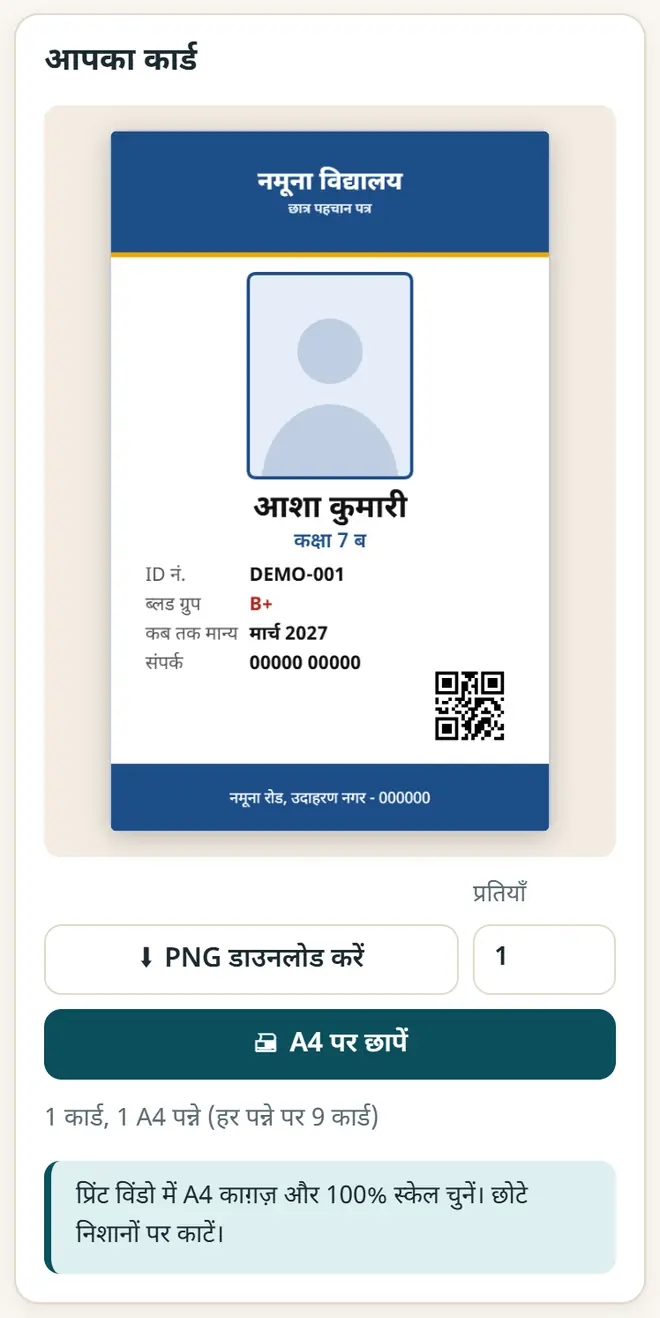 आपका कार्ड
नमूना विद्यालय
छात्र पहचान पत्र
आशा कुमारी
कक्षा 7 ब
ID नं. DEMO-001
ब्लड ग्रुप B+
कब तक मान्य मार्च 2027
संपर्क 00000 00000
नमूना रोड, उदाहरण नगर - 000000
प्रतियाँ
⬇ PNG डाउनलोड करें 1
🖨 A4 पर छापें
1 कार्ड, 1 A4 पन्ने (हर पन्ने पर 9 कार्ड)
प्रिंट विंडो में A4 काग़ज़ और 100% स्केल चुनें। छोटे
निशानों पर काटें।